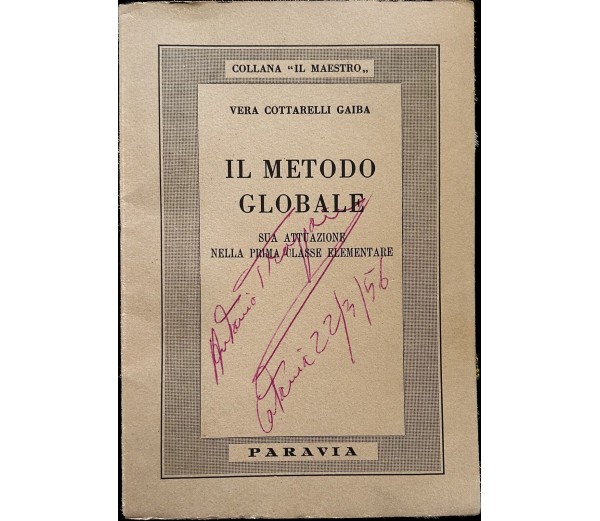 COLLANA "IL MAESTRO„
VERA COTTARELLI GAIBA
IL METODO
GLOBALE
SUA ATTUAZIONE
NELLA PRIMA CLASSE ELEMENTARE
Antonio
Catania 22/3/56
PARAVIA